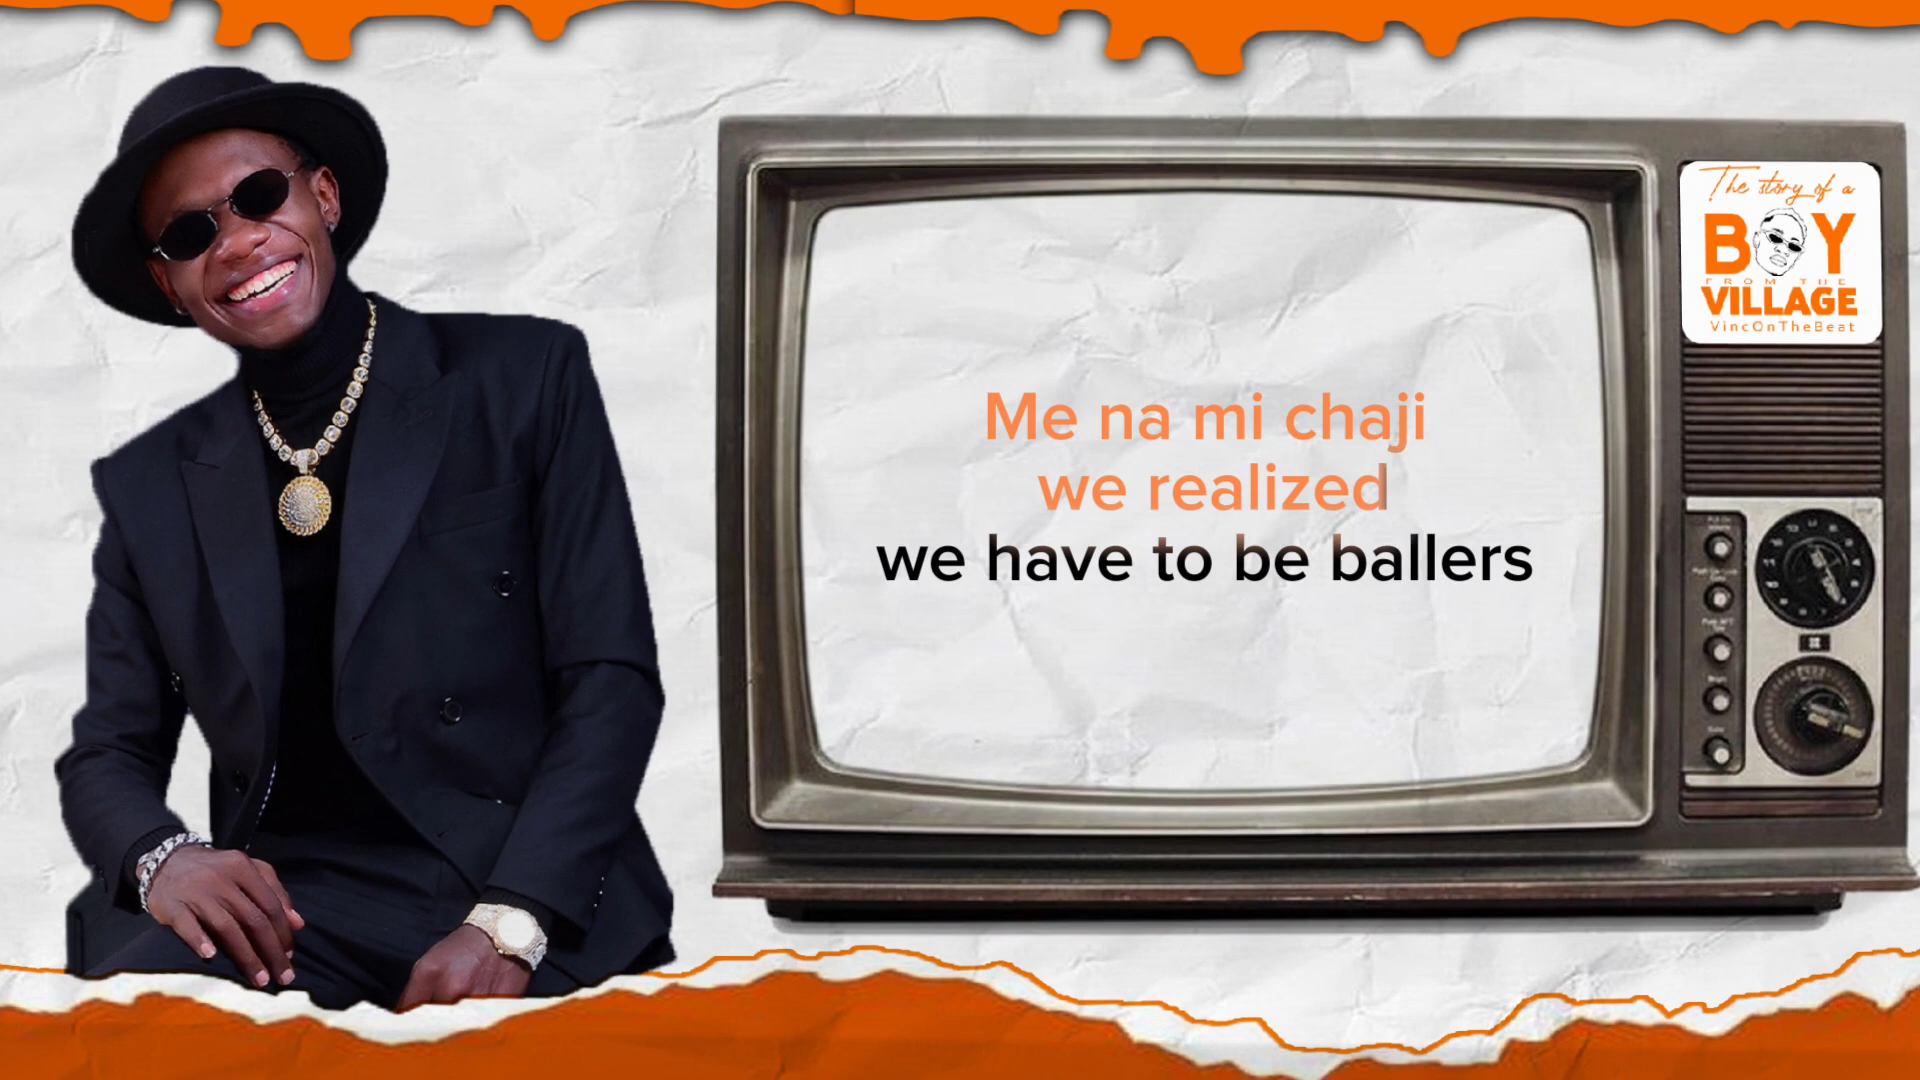 Me na mi chaji
we realized
we have to be ballers
The story of a
BOY
FROM THE
VILLAGE
VincOnTheBeat